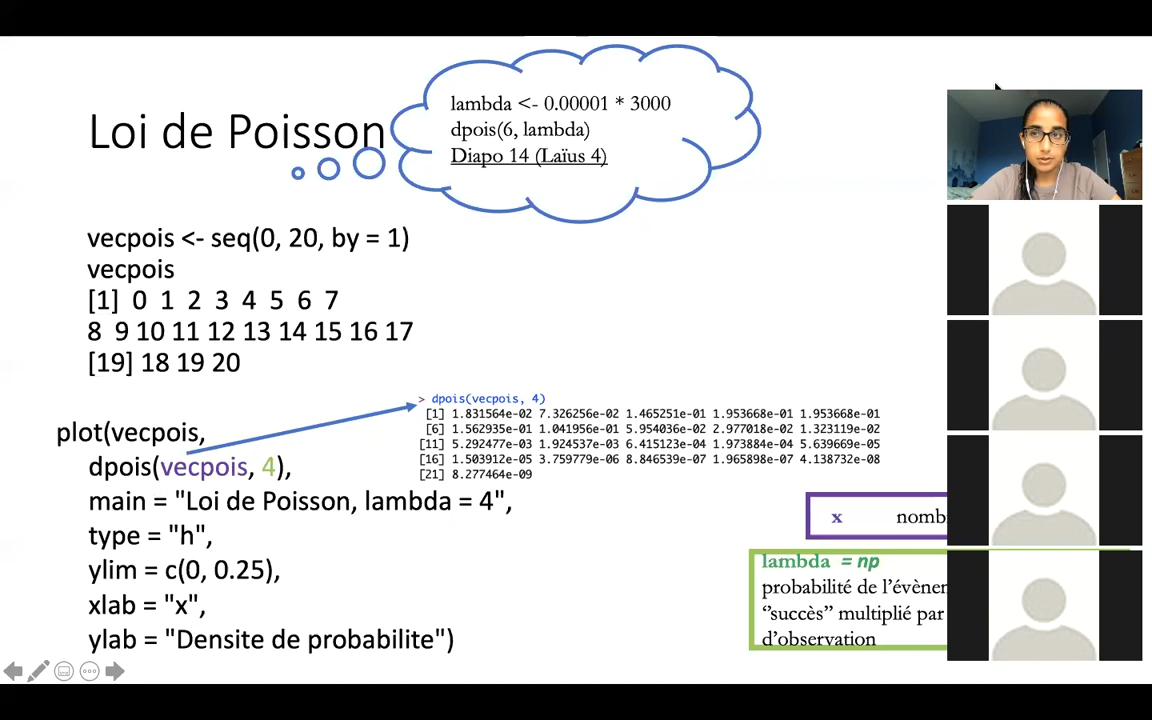 lambda <- 0.00001 * 3000
dpois(6, lambda)
Diapo 14 (Laïus 4)
Loi de Poisson
vecpois <- seq(0, 20, by = 1)
vecpois
[1] 0 1 2 3 4 5 6 7
8 9 10 11 12 13 14 15 16 17
[19] 18 19 20
> dpois(vecpois, 4)
[1] 1.831564e-02 7.326256e-02 1.465251e-01 1.953668e-01 1.953668e-01
[6] 1.562935e-01 1.041956e-01 5.954036e-02 2.977018e-02 1.323119e-02
[11] 5.292477e-03 1.924537e-03 6.415123e-04 1.973884e-04 5.639669e-05
[16] 1.503912e-05 3.759779e-06 8.846539e-07 1.965898e-07 4.138732e-08
[21] 8.277464e-09
plot(vecpois,
dpois(vecpois, 4),
main = "Loi de Poisson, lambda = 4",
type = "h",
ylim = c(0, 0.25),
xlab = "x",
ylab = "Densite de probabilite")
x nomb
lambda = np
probabilité de l'évène
"succès" multiplié par
d'observation